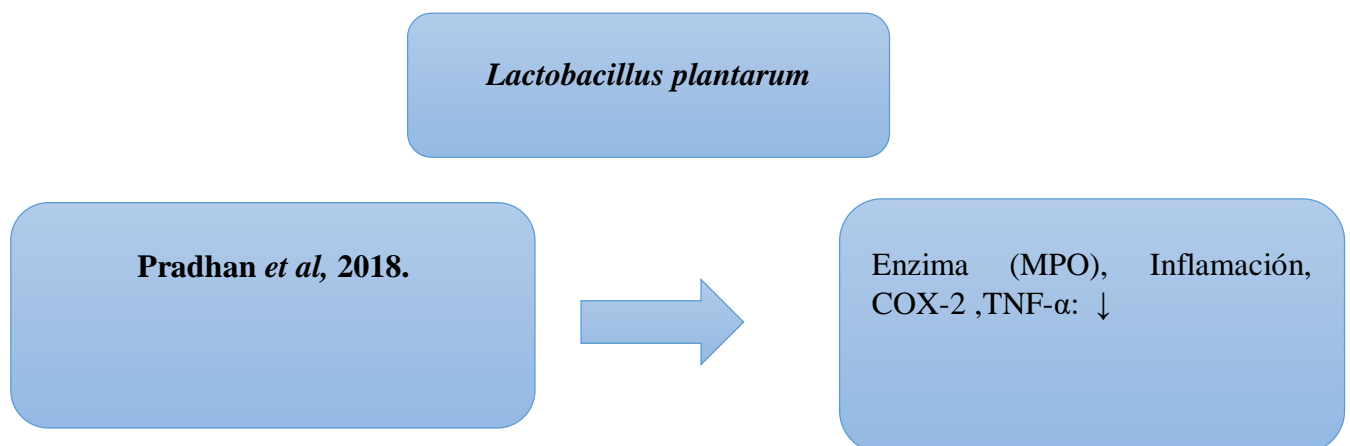 Lactobacillus plantarum
Pradhan et al, 2018.
Enzima (MPO), Inflamación,
COX-2 ,TNF-α: ↓